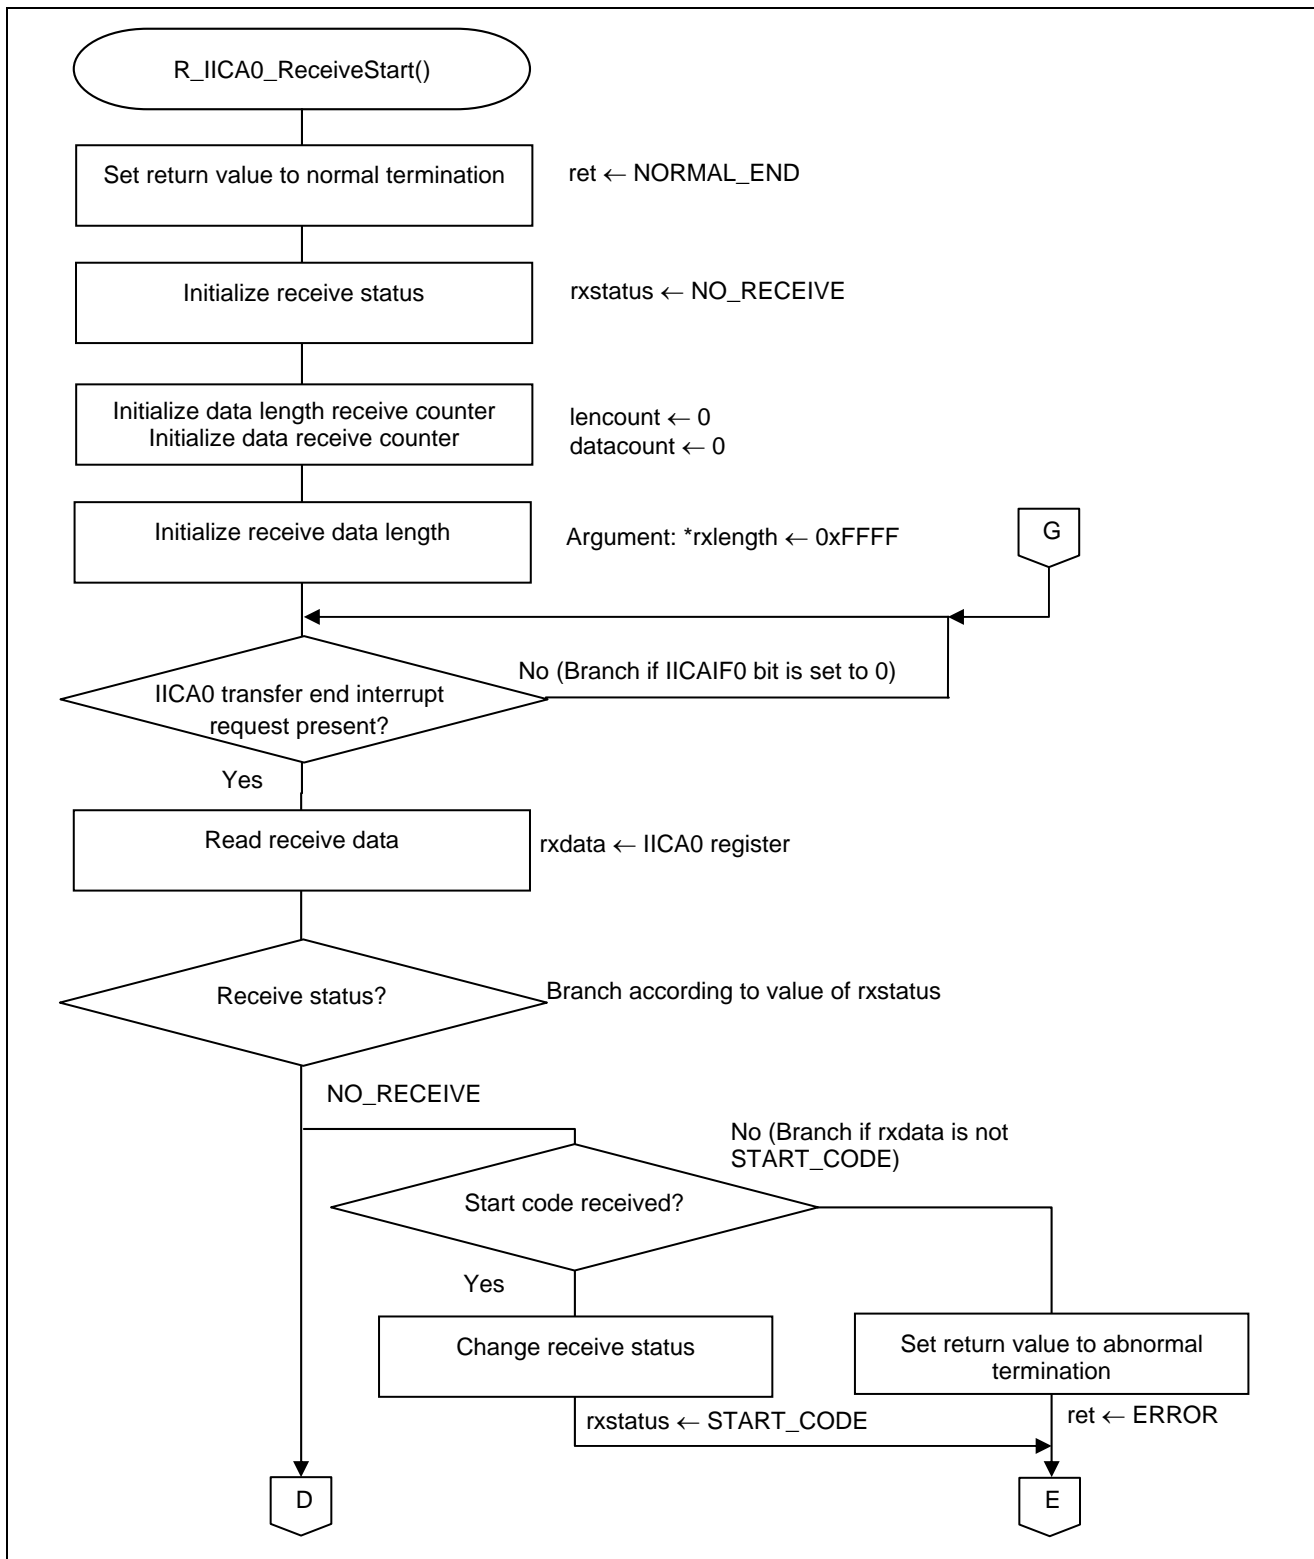 R_IICA0_ReceiveStart()
Set return value to normal termination
ret ← NORMAL_END
Initialize receive status
rxstatus ← NO_RECEIVE
Initialize data length receive counter
Initialize data receive counter
lencount ← 0
datacount ← 0
Initialize receive data length
Argument: *rxlength ← 0xFFFF
G
No (Branch if IICAIF0 bit is set to 0)
IICA0 transfer end interrupt
request present?
Yes
Read receive data
rxdata ← IICA0 register
Receive status?
Branch according to value of rxstatus
NO_RECEIVE
No (Branch if rxdata is not
START_CODE)
Start code received?
Yes
Change receive status
Set return value to abnormal
termination
rxstatus ← START_CODE
ret ← ERROR
D
E